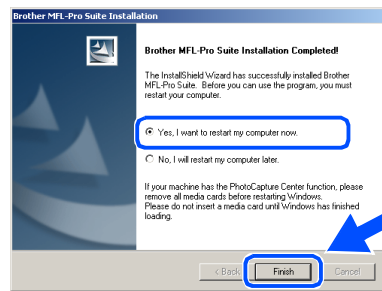 Brother MFL-Pro Suite Installation
Brother MFL-Pro Suite Installation Completed!
The InstallShield Wizard has successfully installed Brother
MFL-Pro Suite. Before you can use the program, you must
restart your computer.
Yes, I want to restart my computer now.
No, I will restart my computer later.
If your machine has the PhotoCapture Center function, please
remove all media cards before restarting Windows.
Please do not insert a media card until Windows has finished
loading.
< Back Finish Cancel